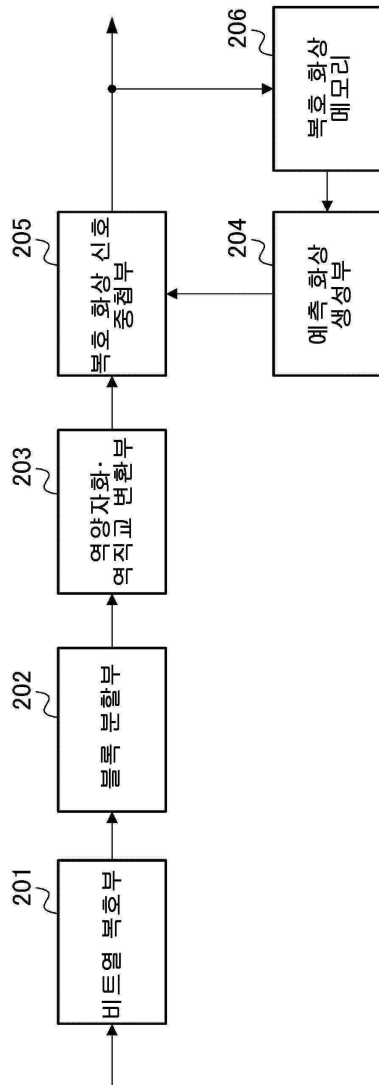 201
비트열 복호부
202
블록 분할부
203
역양자화·
역직교 변환부
205
복호 화상 신호
중첩부
204
예측 화상
생성부
206
복호 화상
메모리